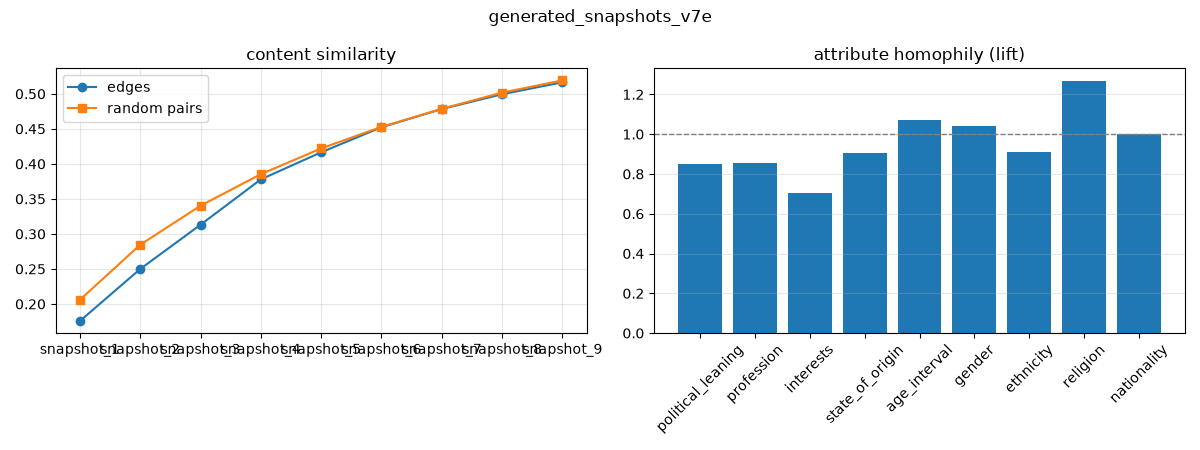 generated_snapshots_v7e
content similarity
edges
random pairs
0.50
0.45
0.40
0.35
0.30
0.25
0.20
snapshot_1 snapshot_2 snapshot_3 snapshot_4 snapshot_5 snapshot_6 snapshot_7 snapshot_8 snapshot_9
attribute homophily (lift)
1.2
1.0
0.8
0.6
0.4
0.2
0.0
political_leaning
profession
interests
state_of_origin
age_interval
gender
ethnicity
religion
nationality